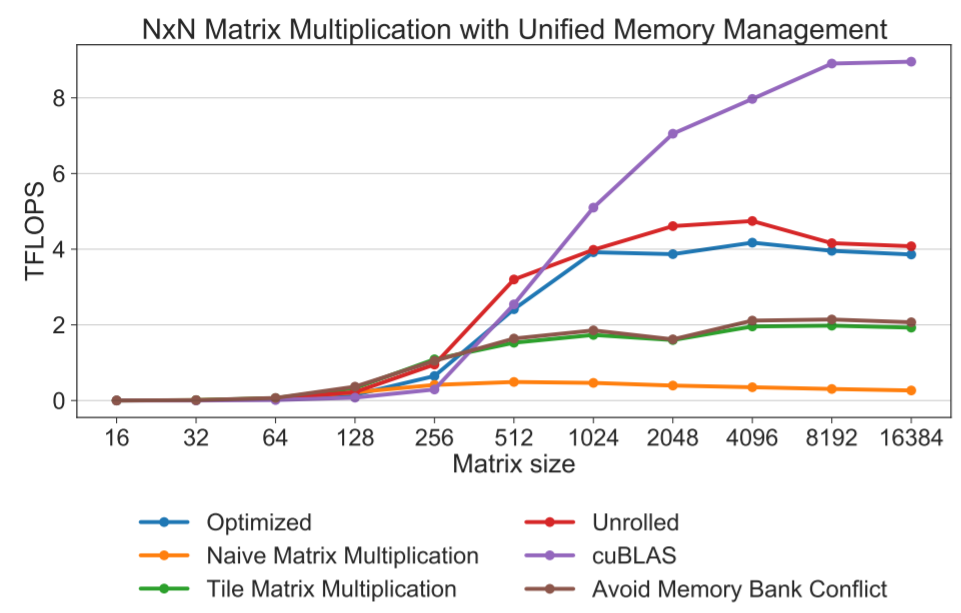 NxN Matrix Multiplication with Unified Memory Management
TFLOPS
8
6
4
2
0
16 32 64 128 256 512 1024 2048 4096 8192 16384
Matrix size
Optimized
Naive Matrix Multiplication
Tile Matrix Multiplication
Unrolled
cuBLAS
Avoid Memory Bank Conflict